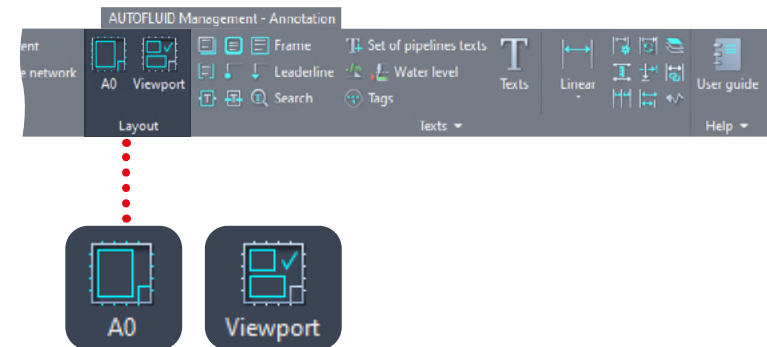 AUTOFLUID Management - Annotation
ent
e network
A0
Viewport
Layout
Frame
Leaderline
Search
Set of pipelines texts
Water level
Tags
Texts
Texts
Linear
User guide
Help
A0
Viewport